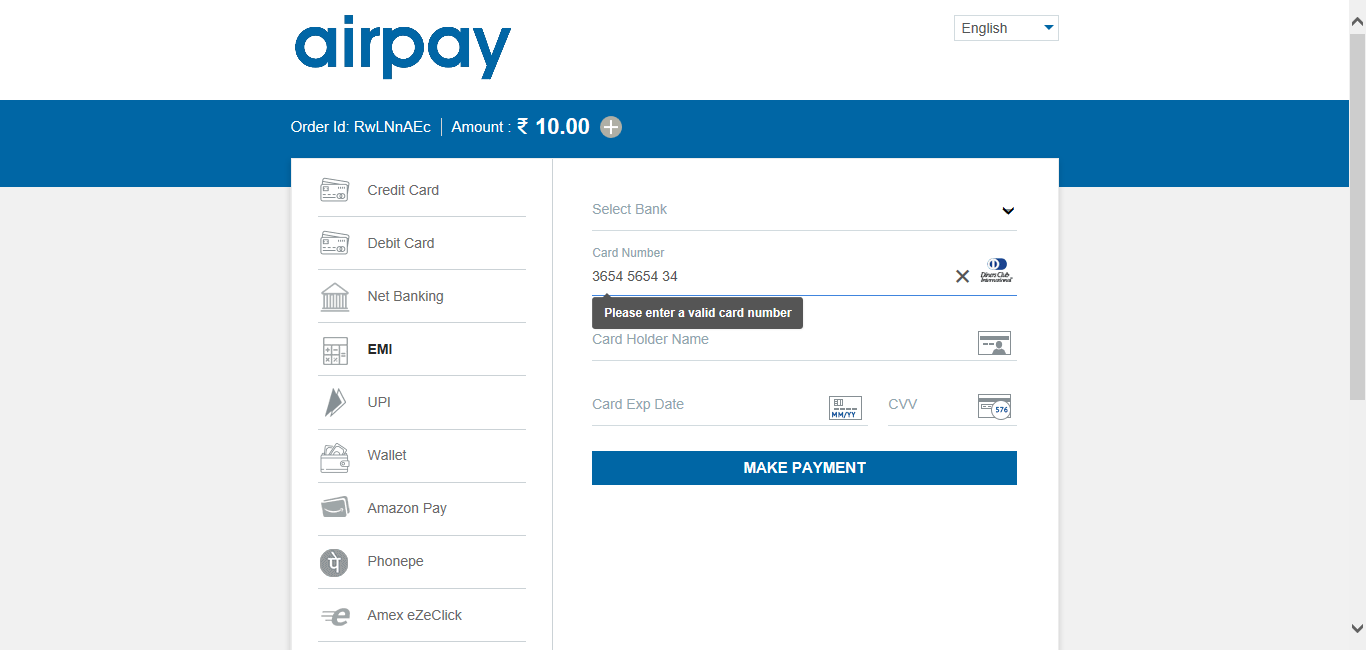 airpay
English
Order Id: RwLNnAEc | Amount : ₹ 10.00
Credit Card
Debit Card
Net Banking
EMI
UPI
Wallet
Amazon Pay
Phonepe
Amex eZeClick
Select Bank
Card Number
3654 5654 34
Diners Club
International
Please enter a valid card number
Card Holder Name
Card Exp Date
MM/YY
CVV
576
MAKE PAYMENT